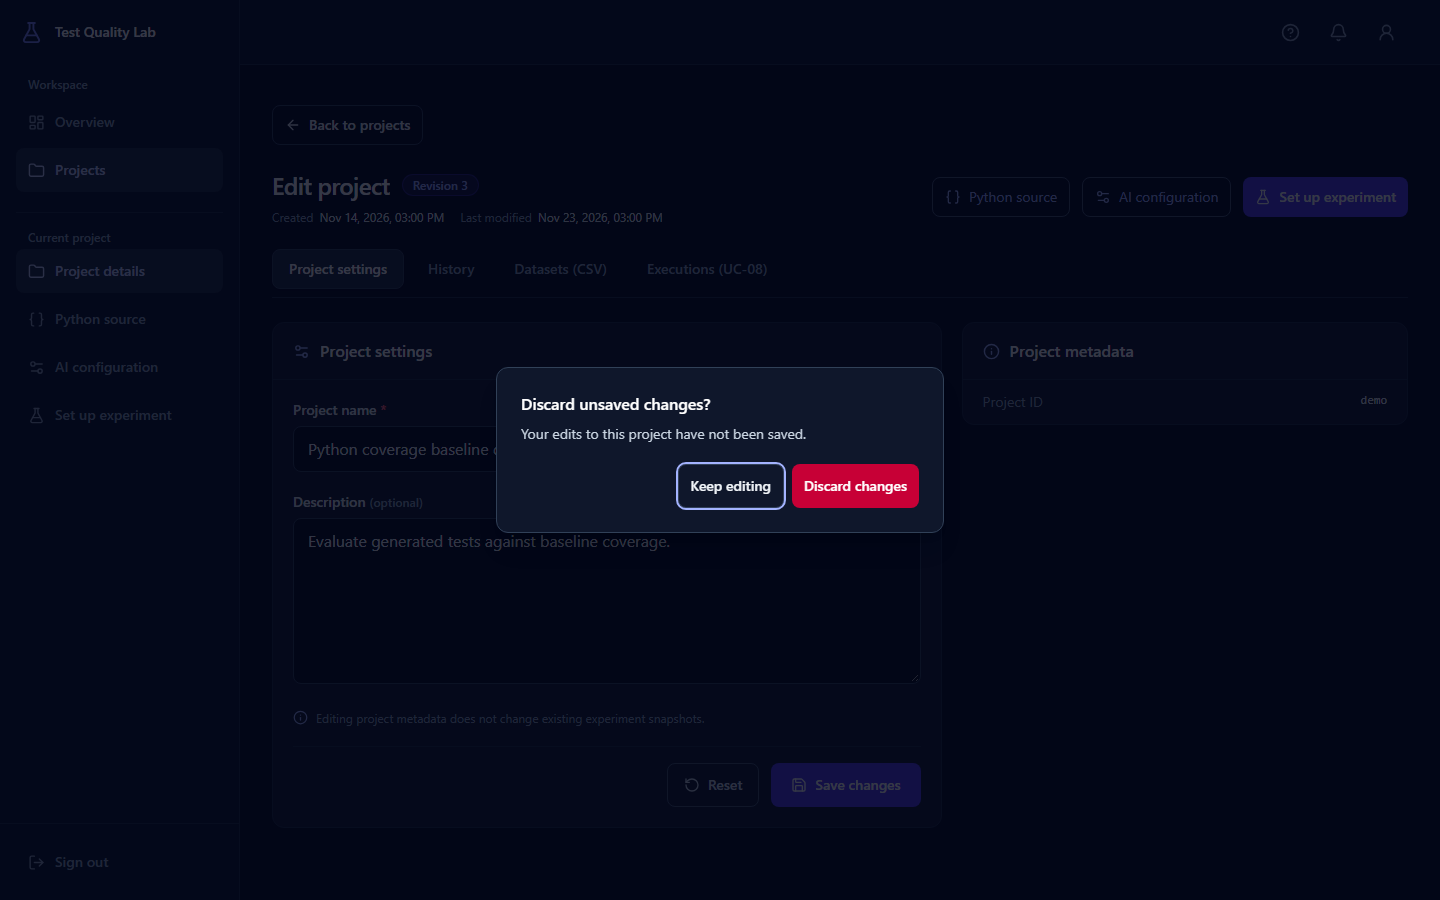 Test Quality Lab
Workspace
Overview
Projects
Current project
Project details
Python source
AI configuration
Set up experiment
Sign out
Back to projects
Edit project
Revision 3
Created Nov 14, 2026, 03:00 PM Last modified Nov 23, 2026, 03:00 PM
{ } Python source
AI configuration
Set up experiment
Project settings
History
Datasets (CSV)
Executions (UC-08)
Project settings
Project name *
Python coverage baseline
Description (optional)
Evaluate generated tests against baseline coverage.
Editing project metadata does not change existing experiment snapshots.
Reset
Save changes
Project metadata
Project ID
demo
Discard unsaved changes?
Your edits to this project have not been saved.
Keep editing
Discard changes